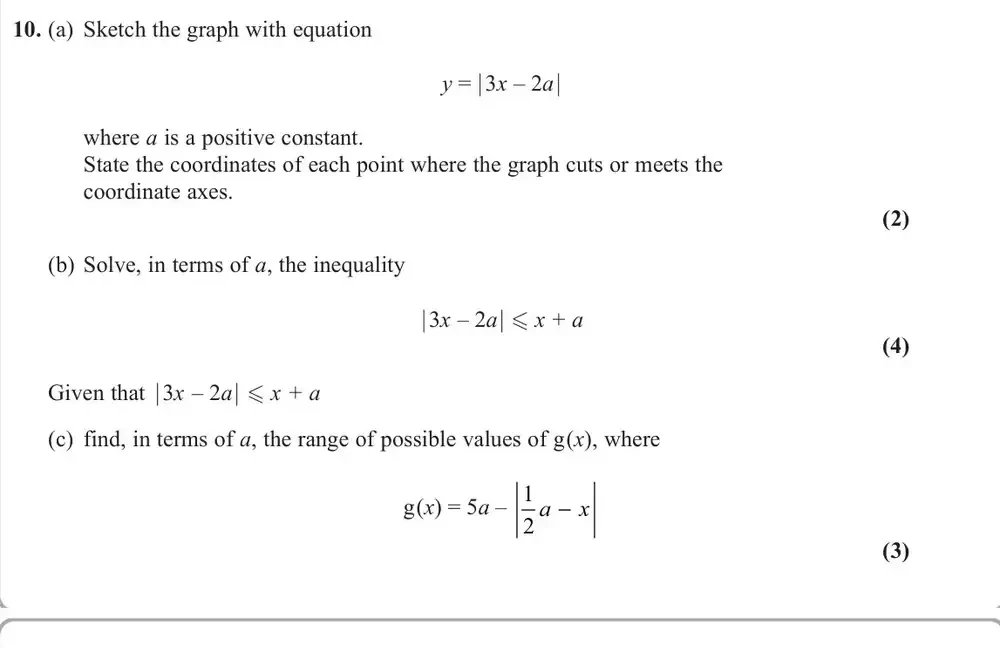 10. (a) Sketch the graph with equation
y = |3x – 2a|
where a is a positive constant.
State the coordinates of each point where the graph cuts or meets the
coordinate axes.
(2)
(b) Solve, in terms of a, the inequality
|3x – 2a| ⩽ x + a
(4)
Given that |3x – 2a| ⩽ x + a
(c) find, in terms of a, the range of possible values of g(x), where
g(x) = 5a – |½a – x|
(3)